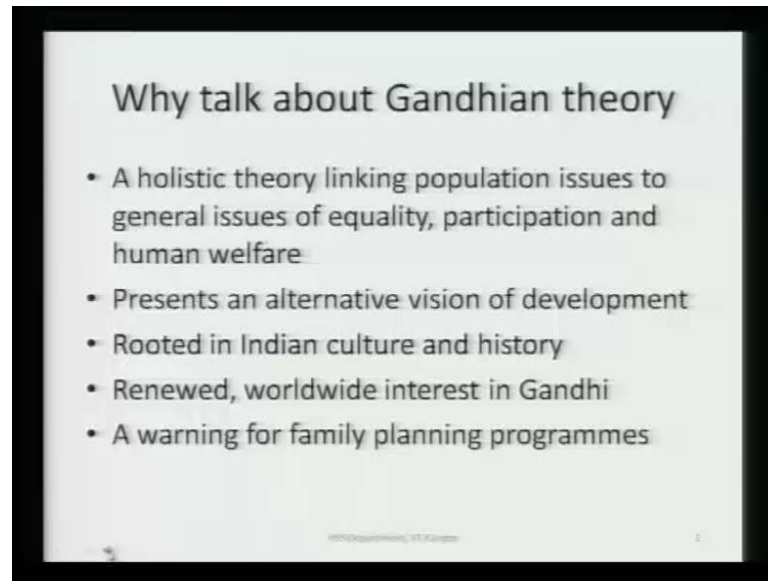 Why talk about Gandhian theory
• A holistic theory linking population issues to
general issues of equality, participation and
human welfare
• Presents an alternative vision of development
• Rooted in Indian culture and history
• Renewed, worldwide interest in Gandhi
• A warning for family planning programmes